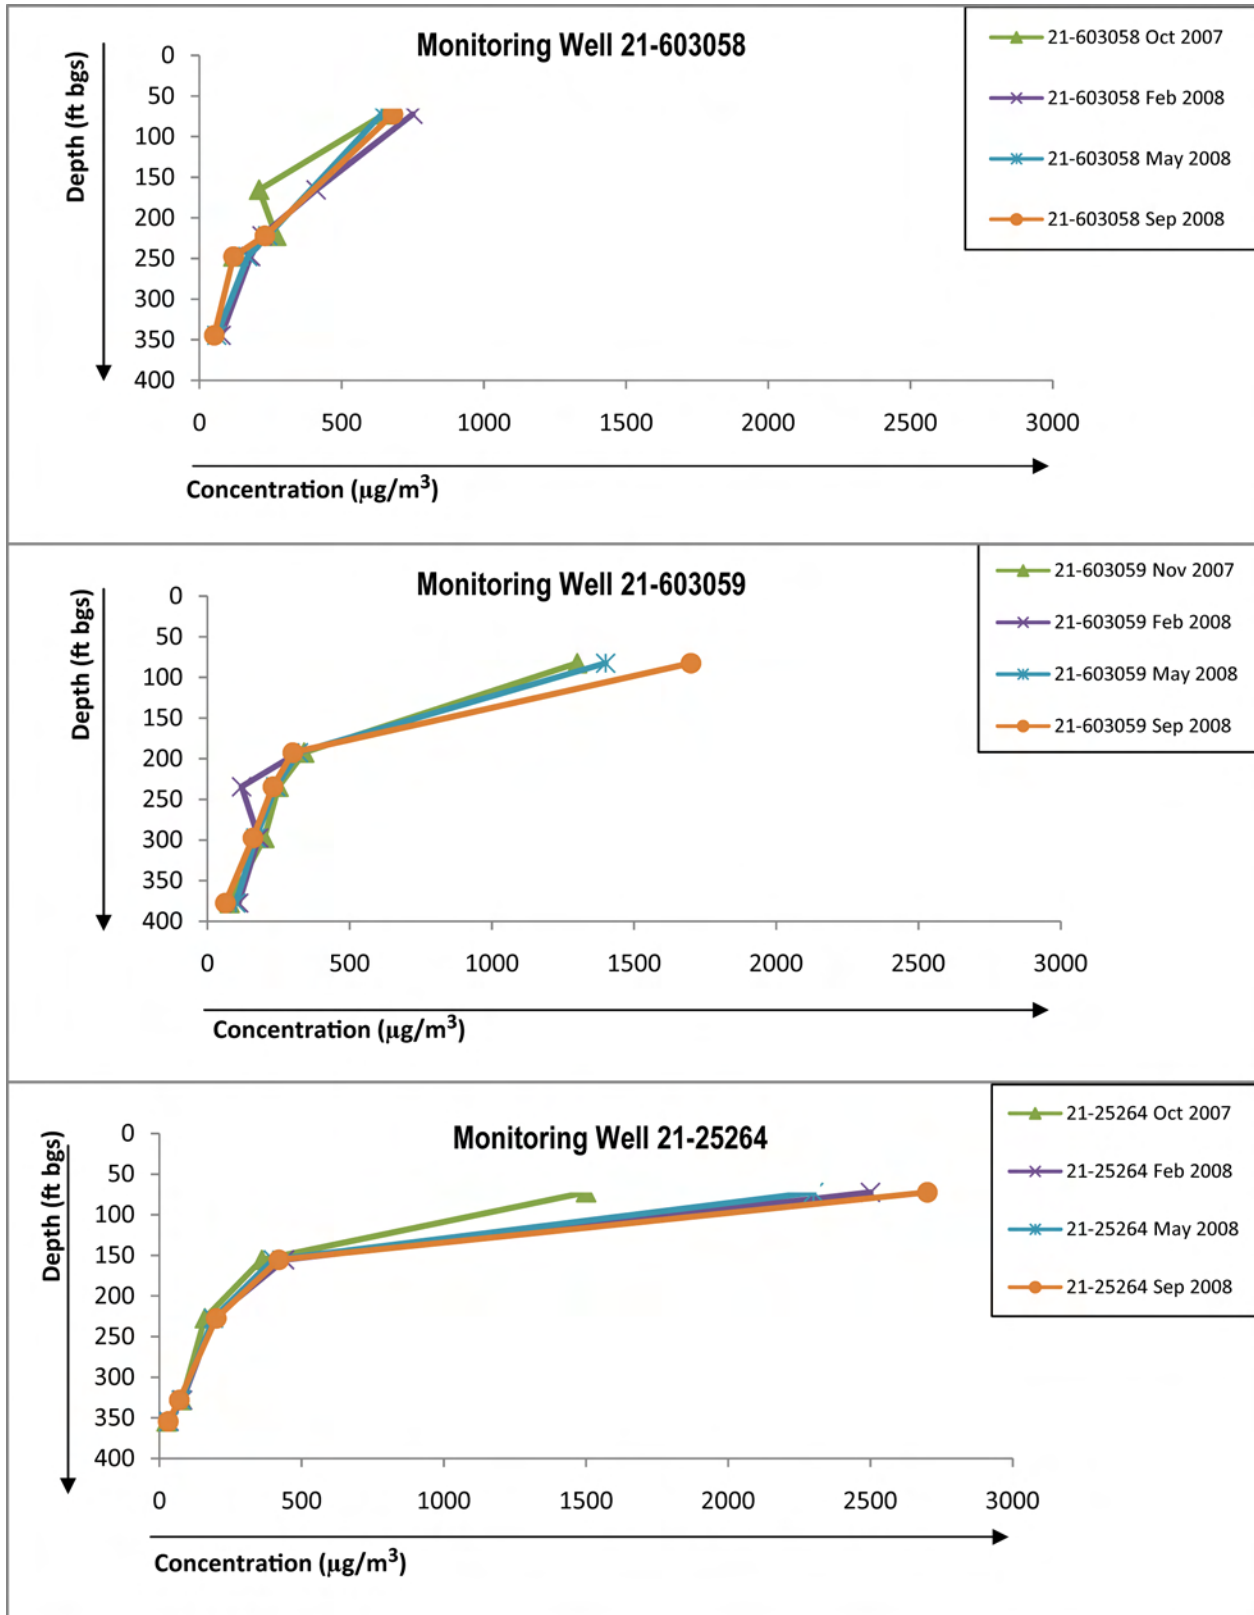 Monitoring Well 21-603058
Depth (ft bgs)
0
50
100
150
200
250
300
350
400
0 500 1000 1500 2000 2500 3000
Concentration (µg/m³)
21-603058 Oct 2007
21-603058 Feb 2008
21-603058 May 2008
21-603058 Sep 2008
Monitoring Well 21-603059
Depth (ft bgs)
0
50
100
150
200
250
300
350
400
0 500 1000 1500 2000 2500 3000
Concentration (µg/m³)
21-603059 Nov 2007
21-603059 Feb 2008
21-603059 May 2008
21-603059 Sep 2008
Monitoring Well 21-25264
Depth (ft bgs)
0
50
100
150
200
250
300
350
400
0 500 1000 1500 2000 2500 3000
Concentration (µg/m³)
21-25264 Oct 2007
21-25264 Feb 2008
21-25264 May 2008
21-25264 Sep 2008